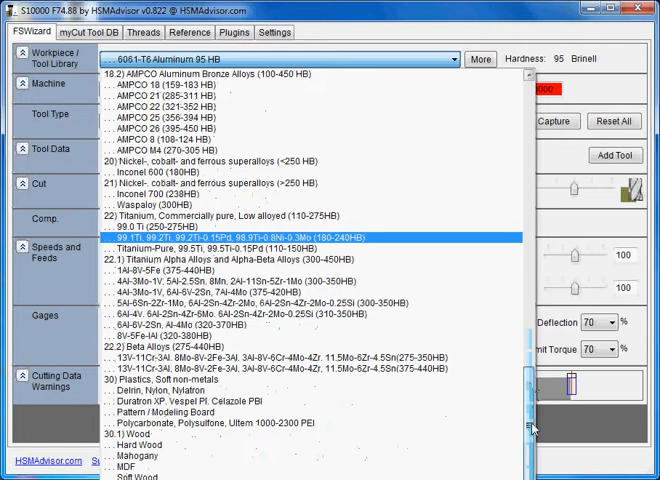 S10000 F74.88 by HSMAdvisor v0.822 @ HSMAdvisor.com
FSWizard myCut Tool DB Threads Reference Plugins Settings
Workpiece / Tool Library
... 6061-T6 Aluminum 95 HB
More
Hardness: 95 Brinell
18.2) AMPCO Aluminum Bronze Alloys (100-450 HB)
Machine
... AMPCO 18 (159-183 HB)
... AMPCO 21 (285-311 HB)
... AMPCO 22 (321-352 HB)
Tool Type
... AMPCO 25 (356-394 HB)
Capture
Reset All
... AMPCO 26 (395-450 HB)
... AMPCO 8 (108-124 HB)
Tool Data
... AMPCO M4 (270-305 HB)
Add Tool
20) Nickel-, cobalt- and ferrous superalloys (<250 HB)
... Inconel 600 (180HB)
Cut
21) Nickel-, cobalt- and ferrous superalloys (>250 HB)
... Inconel 700 (238HB)
... Waspaloy (300HB)
Comp.
22) Titanium, Commercially pure, Low alloyed (110-275HB)
... 99.0 Ti (250-275HB)
... 99.1Ti, 99.2Ti, 99.2Ti-0.15Pd, 98.9Ti-0.8Ni-0.3Mo (180-240HB)
Speeds and Feeds
... Titanium-Pure, 99.5Ti, 99.5Ti-0.15Pd (110-150HB)
100
22.1) Titanium Alpha Alloys and Alpha-Beta Alloys (300-450HB)
... 1Al-8V-5Fe (375-440HB)
... 4Al-3Mo-1V, 5Al-2.5Sn, 8Mn, 2Al-11Sn-5Zr-1Mo (300-350HB)
100
... 4Al-3Mo-1V, 6Al-6V-2Sn, 7Al-4Mo (375-420HB)
... 5Al-6Sn-2Zr-1Mo, 6Al-2Sn-4Zr-2Mo, 6Al-2Sn-4Zr-2Mo-0.25Si (300-350HB)
Gages
... 6Al-4V, 6Al-2Sn-4Zr-2Mo, 6Al-2Sn-4Zr-2Mo-0.25Si (310-350HB)
Deflection 70 %
... 6Al-6V-2Sn, Al-4Mo (320-370HB)
... 8V-5Fe-IAl (320-380HB)
22.2) Beta Alloys (275-440HB)
mit Torque 70 %
... 13V-11Cr-3Al, 8Mo-8V-2Fe-3Al, 3Al-8V-6Cr-4Mo-4Zr, 11.5Mo-6Zr-4.5Sn(275-350HB)
... 13V-11Cr-3Al, 8Mo-8V-2Fe-3Al, 3Al-8V-6Cr-4Mo-4Zr, 11.5Mo-6Zr-4.5Sn (375-440HB)
Cutting Data Warnings
30) Plastics, Soft non-metals
... Delrin, Nylon, Nylatron
... Duratron XP. Vespel PI. Celazole PBI
... Pattern / Modeling Board
... Polycarbonate, Polysulfone, Ultem 1000-2300 PEI
30.1) Wood
... Hard Wood
... Mahogany
HSMAdvisor.com
... MDF
... Soft Wood